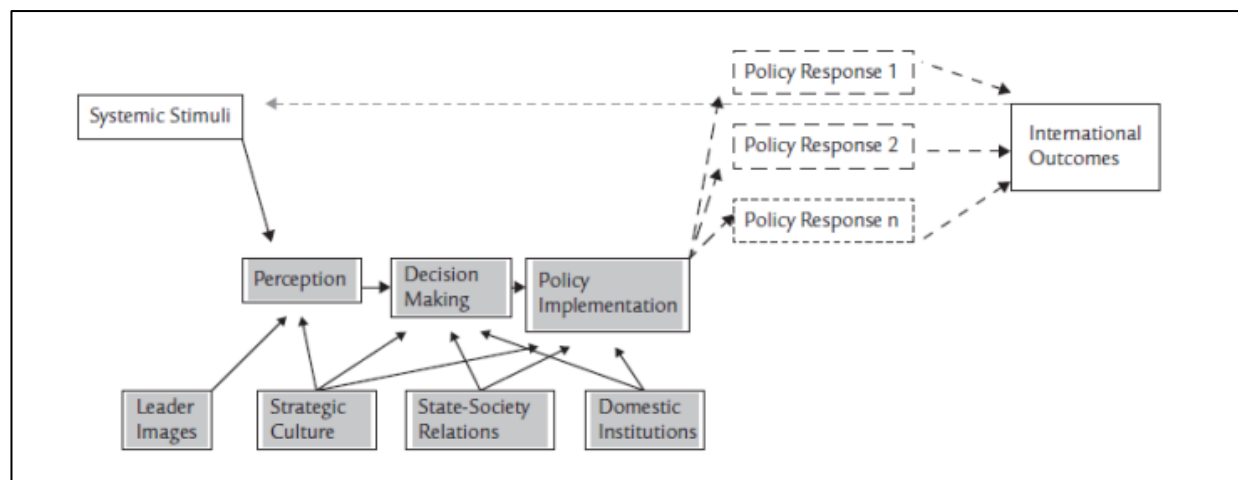 Policy Response 1
Systemic Stimuli
Policy Response 2
International
Outcomes
Policy Response n
Perception
Decision
Making
Policy
Implementation
Leader
Images
Strategic
Culture
State-Society
Relations
Domestic
Institutions